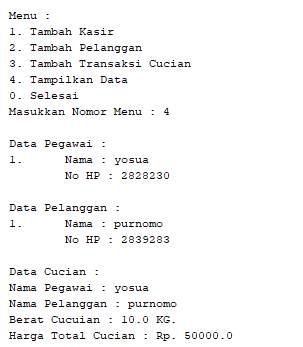 Menu :
1. Tambah Kasir
2. Tambah Pelanggan
3. Tambah Transaksi Cucian
4. Tampilkan Data
0. Selesai
Masukkan Nomor Menu : 4
Data Pegawai :
1. Nama : yosua
No HP : 2828230
Data Pelanggan :
1. Nama : purnomo
No HP : 2839283
Data Cucian :
Nama Pegawai : yosua
Nama Pelanggan : purnomo
Berat Cucuian : 10.0 KG.
Harga Total Cucian : Rp. 50000.0